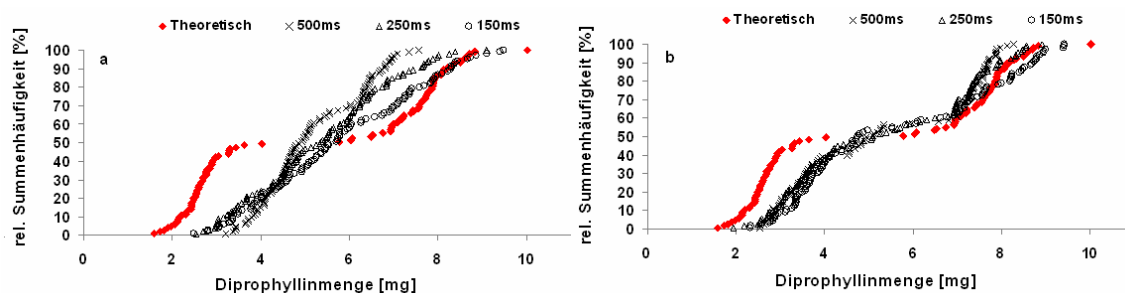 Theoretisch 500ms 250ms 150ms
rel. Summenhäufigkeit [%]
100
90
80
70
60
50
40
30
20
10
0
a
0 2 4 6 8 10
Diprophyllinmenge [mg]
Theoretisch 500ms 250ms 150ms
rel. Summenhäufigkeit [%]
100
90
80
70
60
50
40
30
20
10
0
b
0 2 4 6 8 10
Diprophyllinmenge [mg]